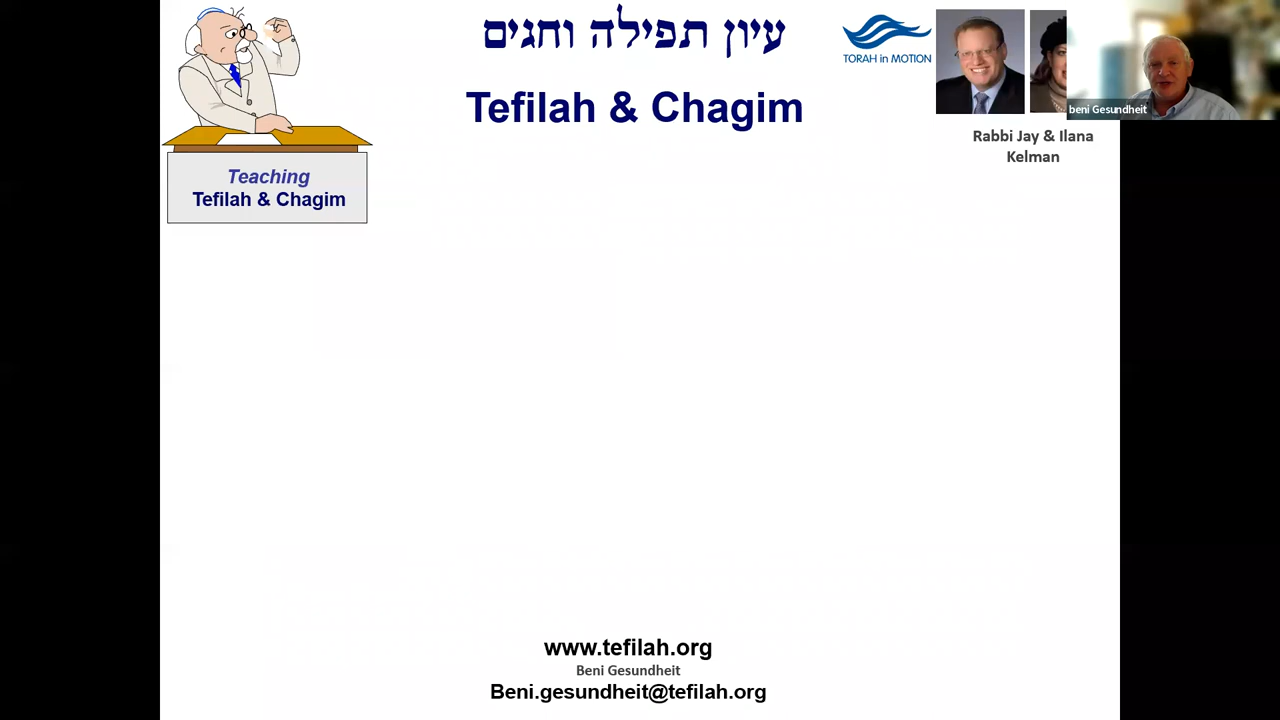 עיון תפילה וחגים
Tefilah & Chagim
TORAH in MOTION
beni Gesundheit
Rabbi Jay & Ilana
Kelman
Teaching
Tefilah & Chagim
www.tefilah.org
Beni Gesundheit
Beni.gesundheit@tefilah.org